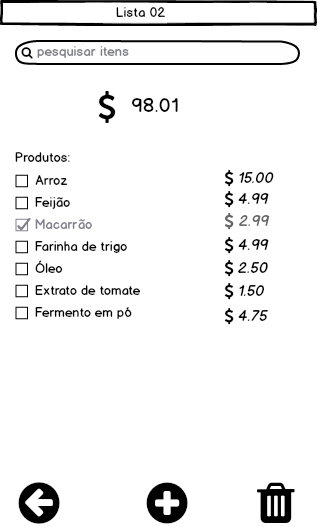 Lista 02
pesquisar itens
$ 98.01
Produtos:
Arroz $ 15.00
Feijão $ 4.99
Macarrão $ 2.99
Farinha de trigo $ 4.99
Óleo $ 2.50
Extrato de tomate $ 1.50
Fermento em pó $ 4.75